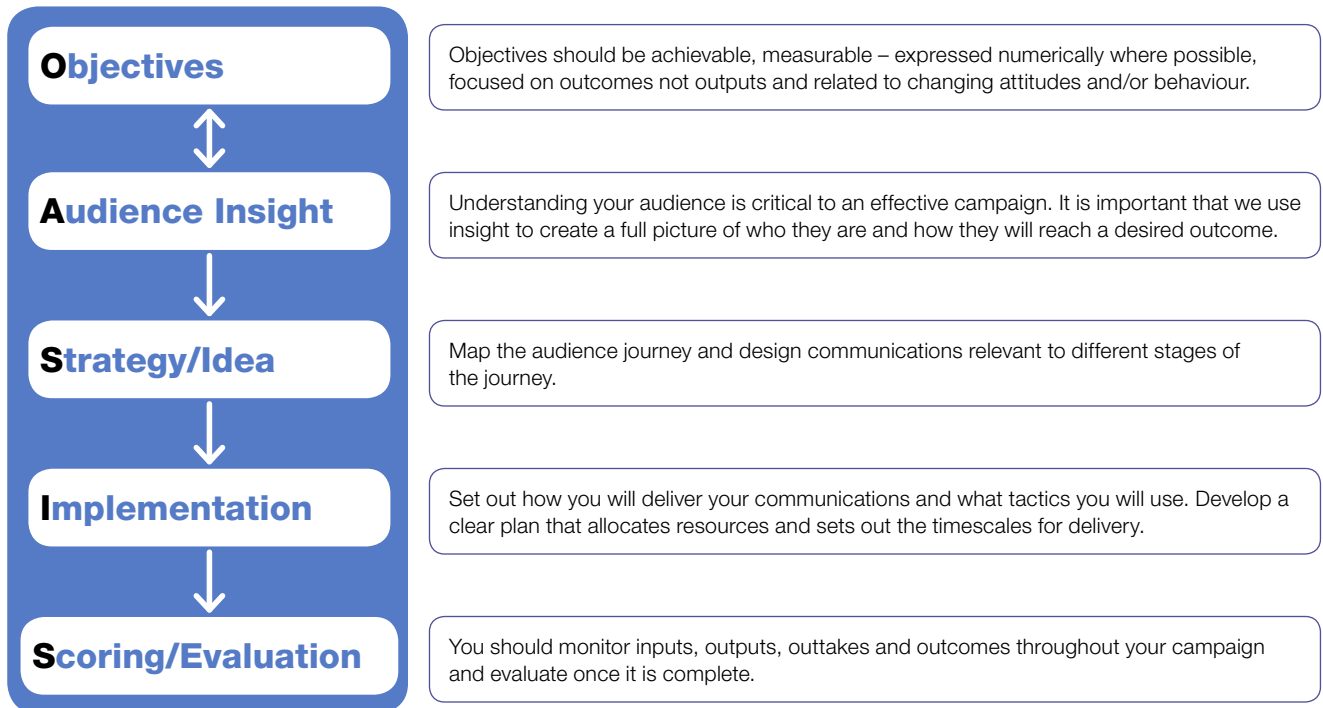 Objectives
Objectives should be achievable, measurable – expressed numerically where possible,
focused on outcomes not outputs and related to changing attitudes and/or behaviour.
Audience Insight
Understanding your audience is critical to an effective campaign. It is important that we use
insight to create a full picture of who they are and how they will reach a desired outcome.
Strategy/Idea
Map the audience journey and design communications relevant to different stages of
the journey.
Implementation
Set out how you will deliver your communications and what tactics you will use. Develop a
clear plan that allocates resources and sets out the timescales for delivery.
Scoring/Evaluation
You should monitor inputs, outputs, outtakes and outcomes throughout your campaign
and evaluate once it is complete.